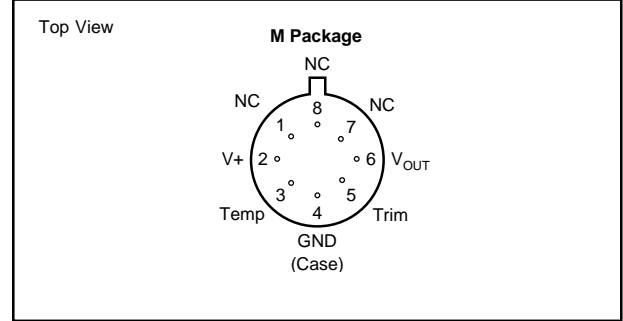 Top View
M Package
NC
NC
NC
8
1
7
V+
2
6
VOUT
3
5
Temp
4
Trim
GND
(Case)